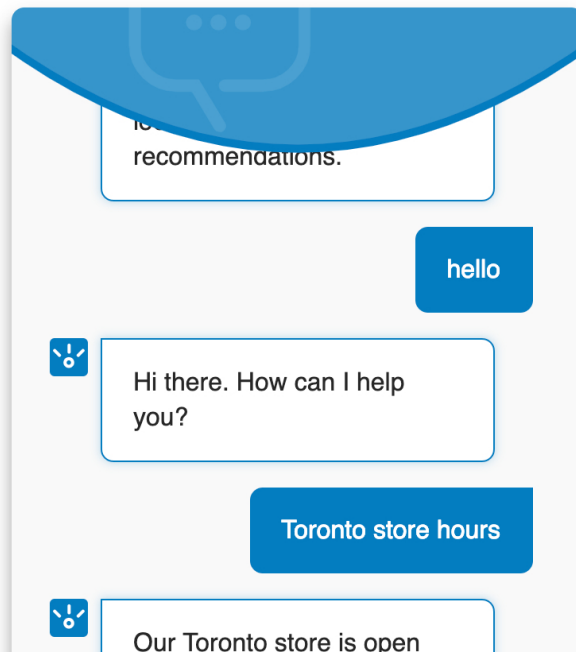 recommendations.
hello
Hi there. How can I help
you?
Toronto store hours
Our Toronto store is open